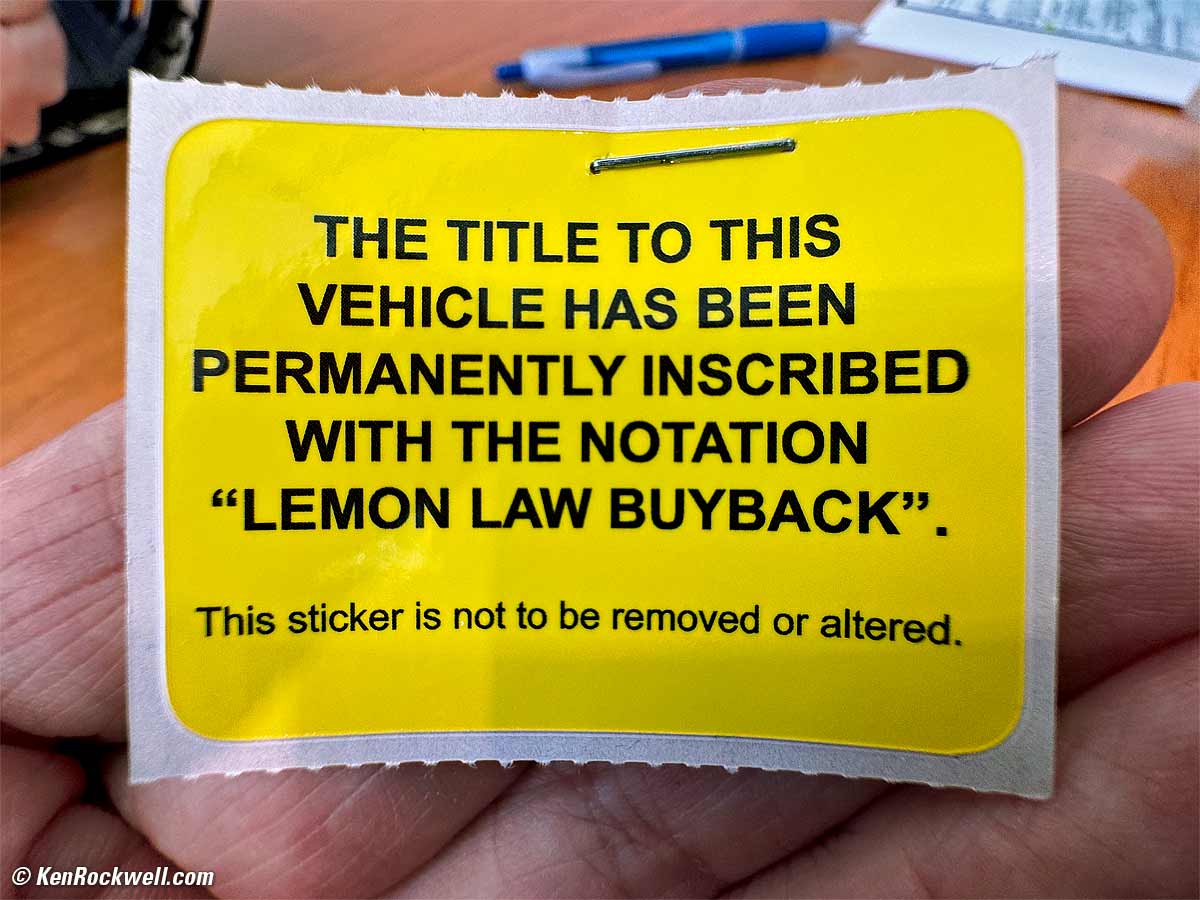 THE TITLE TO THIS
VEHICLE HAS BEEN
PERMANENTLY INSCRIBED
WITH THE NOTATION
“LEMON LAW BUYBACK”.
This sticker is not to be removed or altered.
© KenRockwell.com